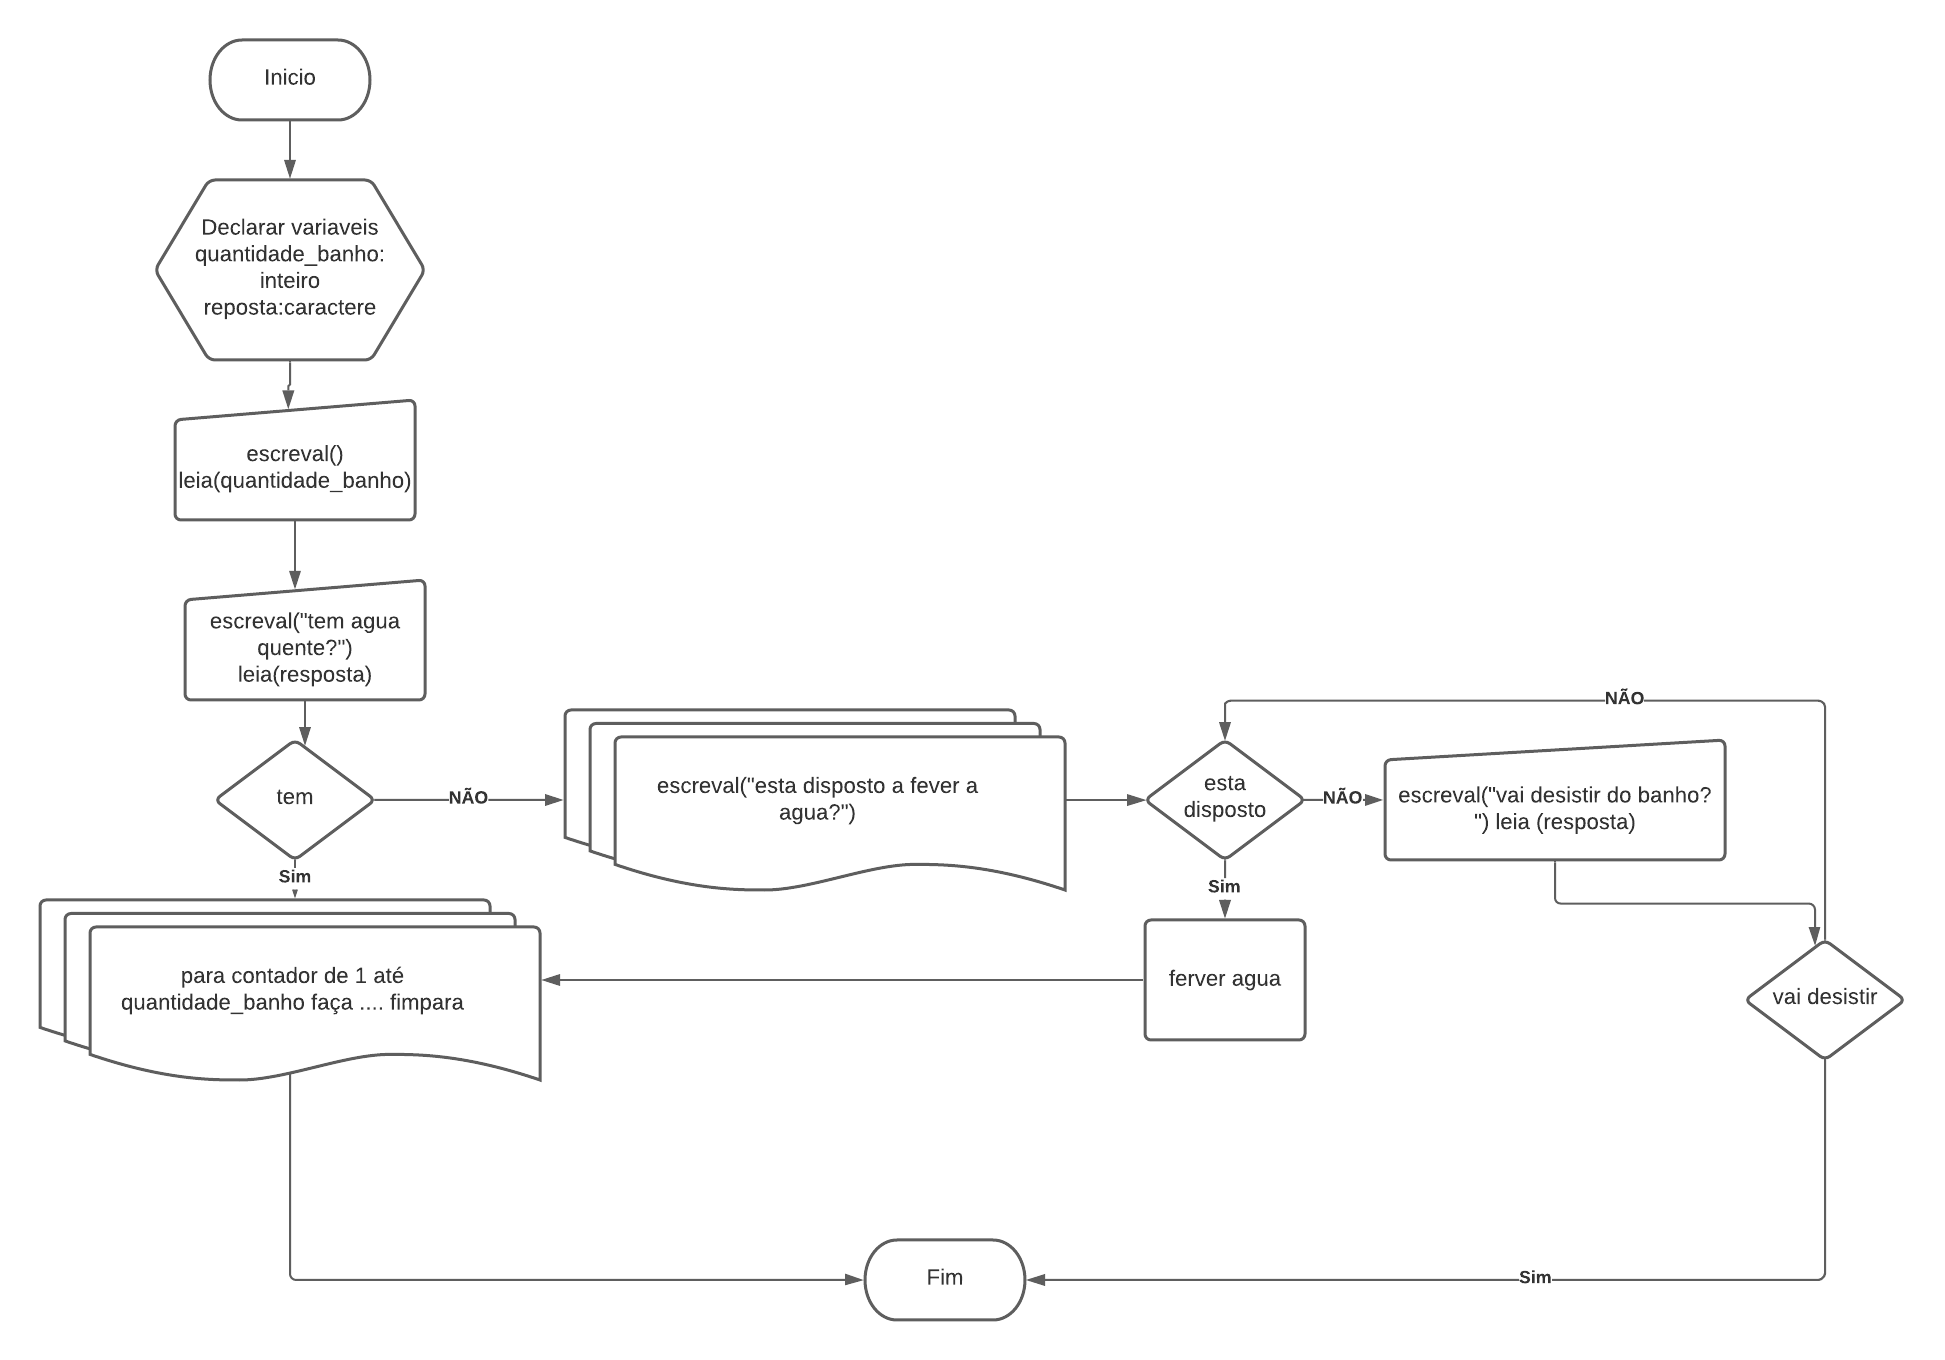 Inicio
Declarar variaveis
quantidade_banho:
inteiro
reposta:caractere
escreval()
leia(quantidade_banho)
escreval("tem agua
quente?")
leia(resposta)
tem
NÃO
escreval("esta disposto a fever a
agua?")
esta
disposto
NÃO
escreval("vai desistir do banho?
") leia (resposta)
NÃO
Sim
Sim
para contador de 1 até
quantidade_banho faça .... fimpara
ferver agua
vai desistir
Fim
Sim